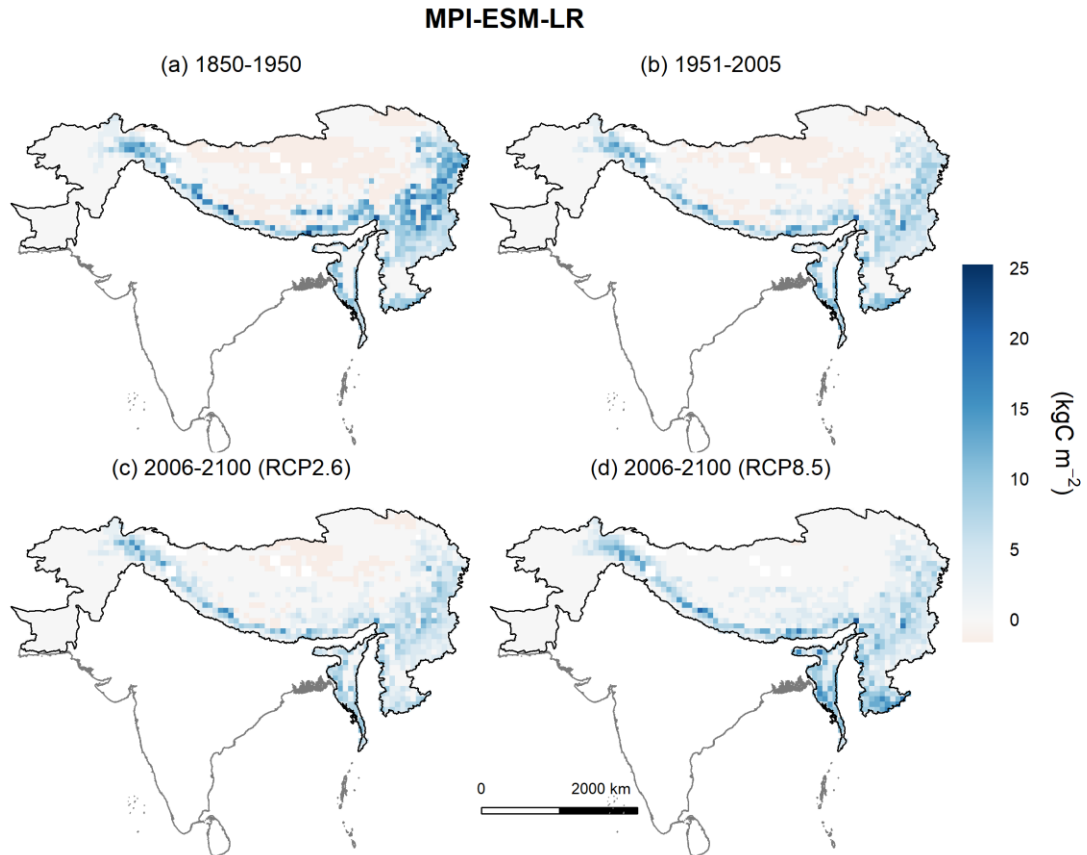 MPI-ESM-LR
(a) 1850-1950
(b) 1951-2005
25
20
15
10
5
0
(kgC m⁻²)
(c) 2006-2100 (RCP2.6)
(d) 2006-2100 (RCP8.5)
0
2000 km